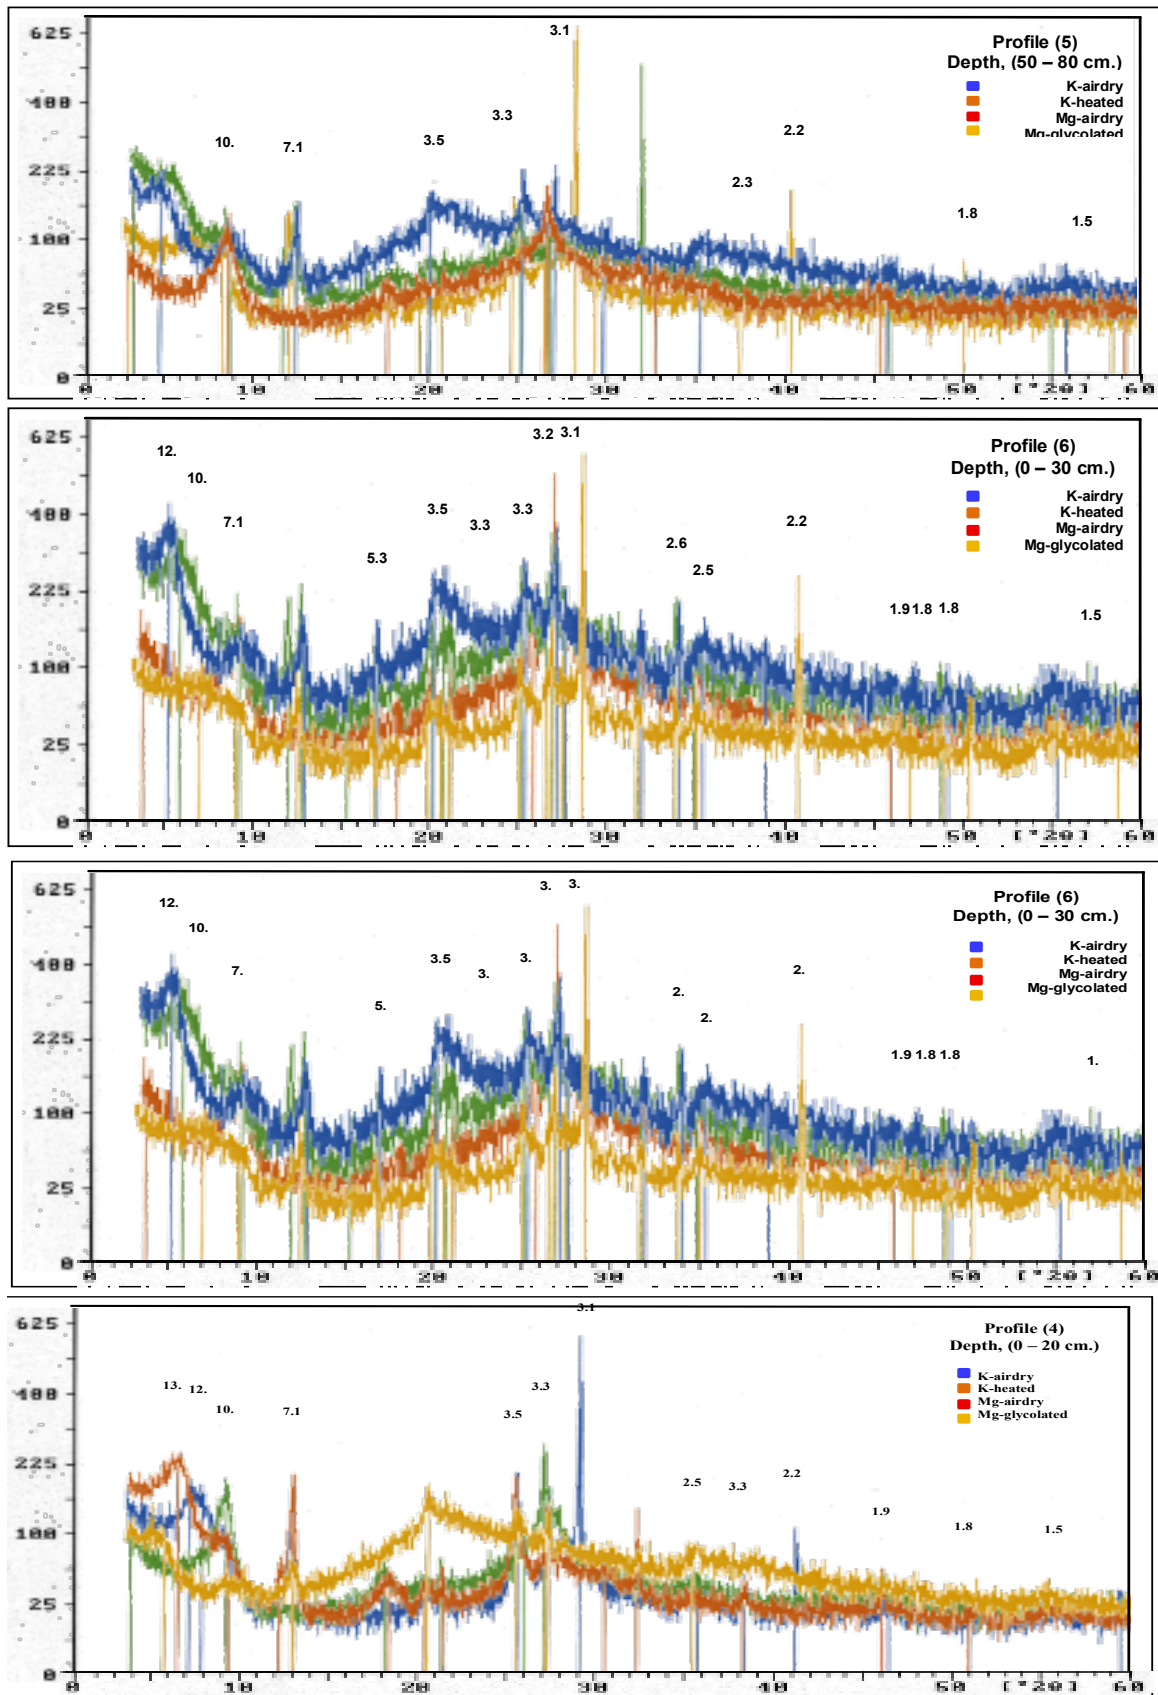 3.1
625
Profile (5)
Depth, (50 – 80 cm.)
K-airdry
400
K-heated
3.3
Mg-airdry
10. 7.1 3.5 2.2 Mg-glycolated
225
2.3
1.8 1.5
100
25
0
0 10 20 30 40 50 [°2θ] 60
3.2 3.1
625
12. Profile (6)
10. Depth, (0 – 30 cm.)
K-airdry
400 7.1 3.5 3.3 3.3 2.2 K-heated
Mg-airdry
5.3 2.6 Mg-glycolated
2.5
225
1.9 1.8 1.8 1.5
100
25
0
0 10 20 30 40 50 [°2θ] 60
3. 3.
625
12. Profile (6)
10. Depth, (0 – 30 cm.)
K-airdry
400 7. 3.5 3. 3. 2. K-heated
Mg-airdry
5. 2. Mg-glycolated
2.
225
1.9 1.8 1.8 1.
100
25
0
0 10 20 30 40 50 [°2θ] 60
3.1
625
Profile (4)
Depth, (0 – 20 cm.)
13. 12. 3.3 K-airdry
400 K-heated
10. 7.1 3.5 Mg-airdry
Mg-glycolated
225
2.5 3.3 2.2
1.9
1.8 1.5
100
25
0
0 10 20 30 40 50 [°2θ] 60